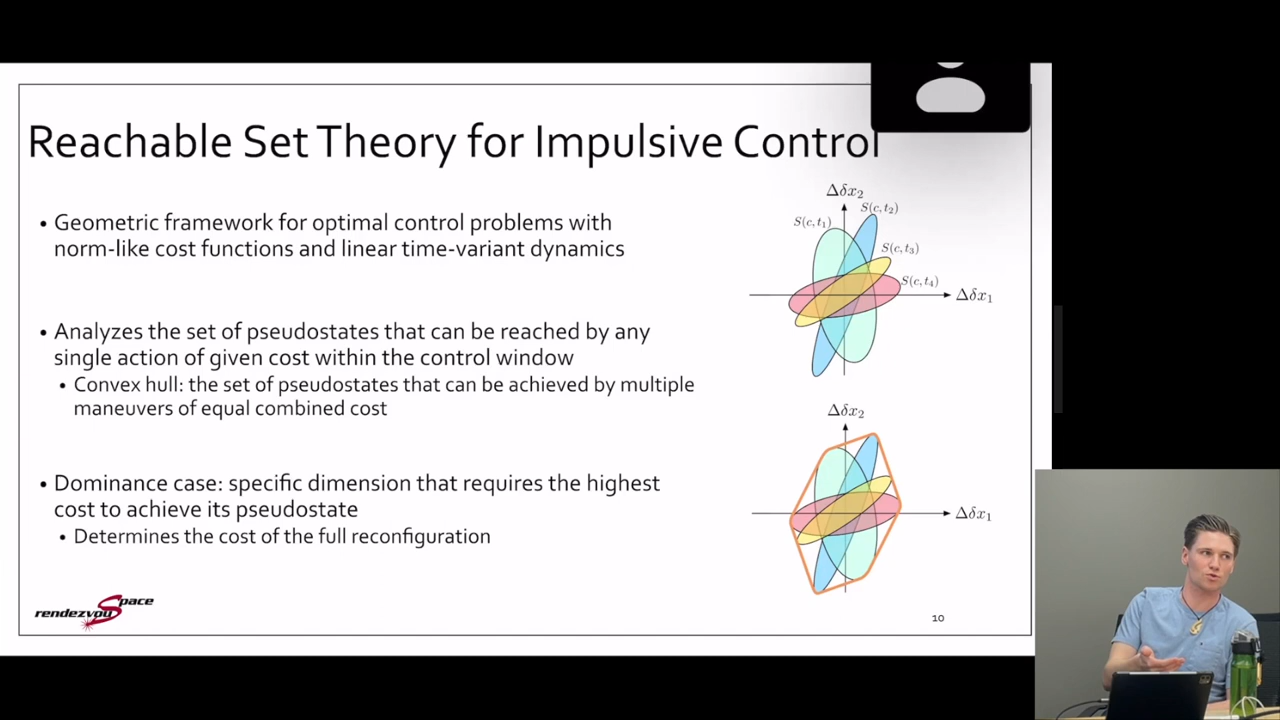 Reachable Set Theory for Impulsive Control
• Geometric framework for optimal control problems with
norm-like cost functions and linear time-variant dynamics
• Analyzes the set of pseudostates that can be reached by any
single action of given cost within the control window
• Convex hull: the set of pseudostates that can be achieved by multiple
maneuvers of equal combined cost
• Dominance case: specific dimension that requires the highest
cost to achieve its pseudostate
• Determines the cost of the full reconfiguration
Δδx₂
S(c, t₁)
S(c, t₂)
S(c, t₃)
S(c, t₄)
Δδx₁
Δδx₂
Δδx₁
rendezvouSpace
10